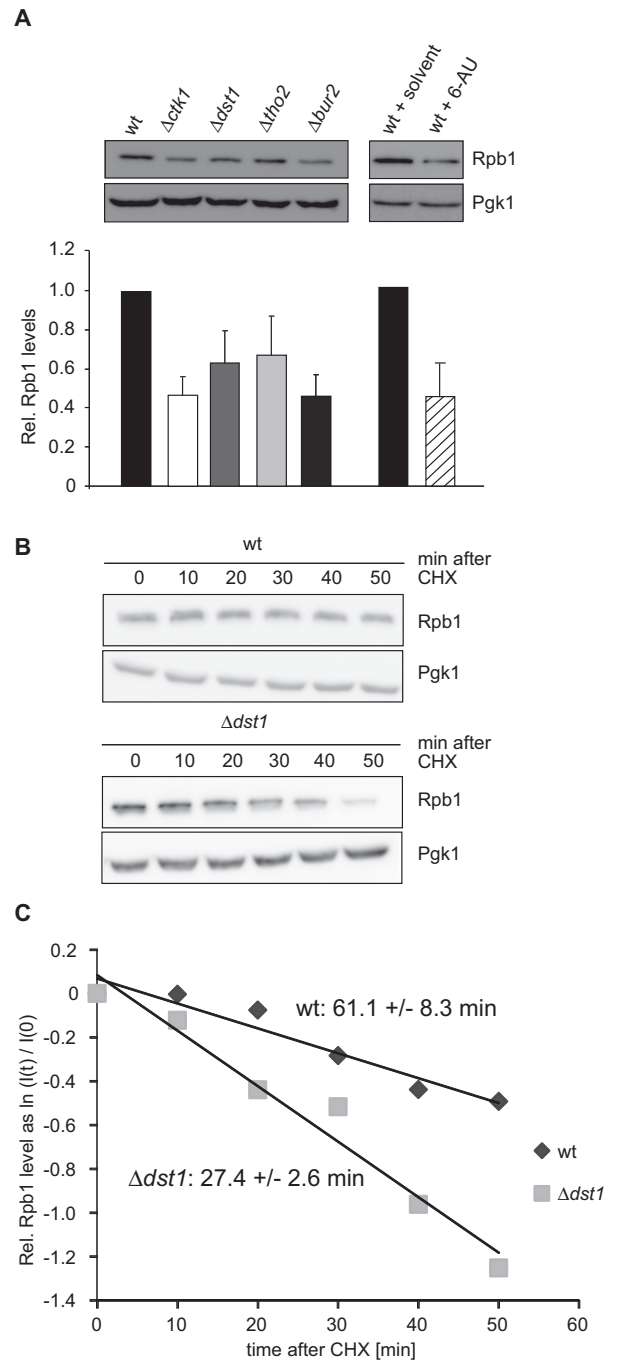 A
wt Δctk1 Δdst1 Δtho2 Δbur2 wt + solvent wt + 6-AU
Rpb1
Pgk1
1.2
1.0
0.8
0.6
0.4
0.2
0
Rel. Rpb1 levels
B
wt
min after
CHX
0 10 20 30 40 50
Rpb1
Pgk1
Δdst1
min after
CHX
0 10 20 30 40 50
Rpb1
Pgk1
C
0.2
0
-0.2
-0.4
-0.6
-0.8
-1.0
-1.2
-1.4
Rel. Rpb1 level as ln (I(t) / I(0)
wt: 61.1 +/- 8.3 min
Δdst1: 27.4 +/- 2.6 min
wt
Δdst1
0 10 20 30 40 50 60
time after CHX [min]